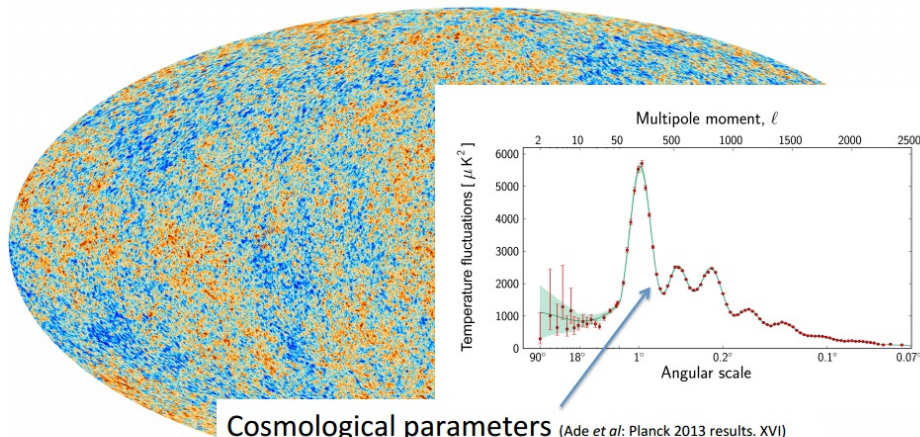 Multipole moment, ℓ
2 10 50 500 1000 1500 2000 2500
Temperature fluctuations [ μ K² ]
6000
5000
4000
3000
2000
1000
0
90° 18° 1° 0.2° 0.1° 0.07°
Angular scale
Cosmological parameters (Ade et al: Planck 2013 results. XVI)